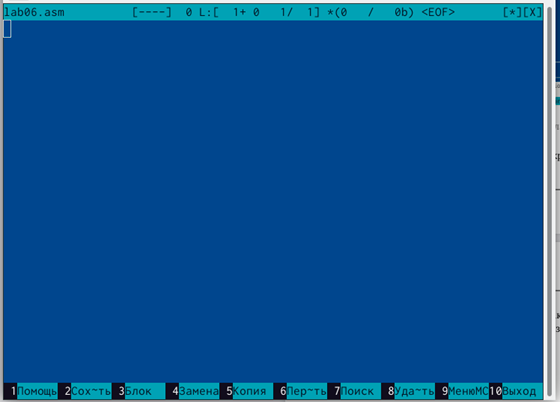 lab06.asm [----] 0 L:[ 1+ 0 1/ 1] *(0 / 0b) <EOF> [*][X]
1Помощь 2Сох~ть 3Блок 4Замена 5Копия 6Пер~ть 7Поиск 8Уда~ть 9МенюMC 10Выход